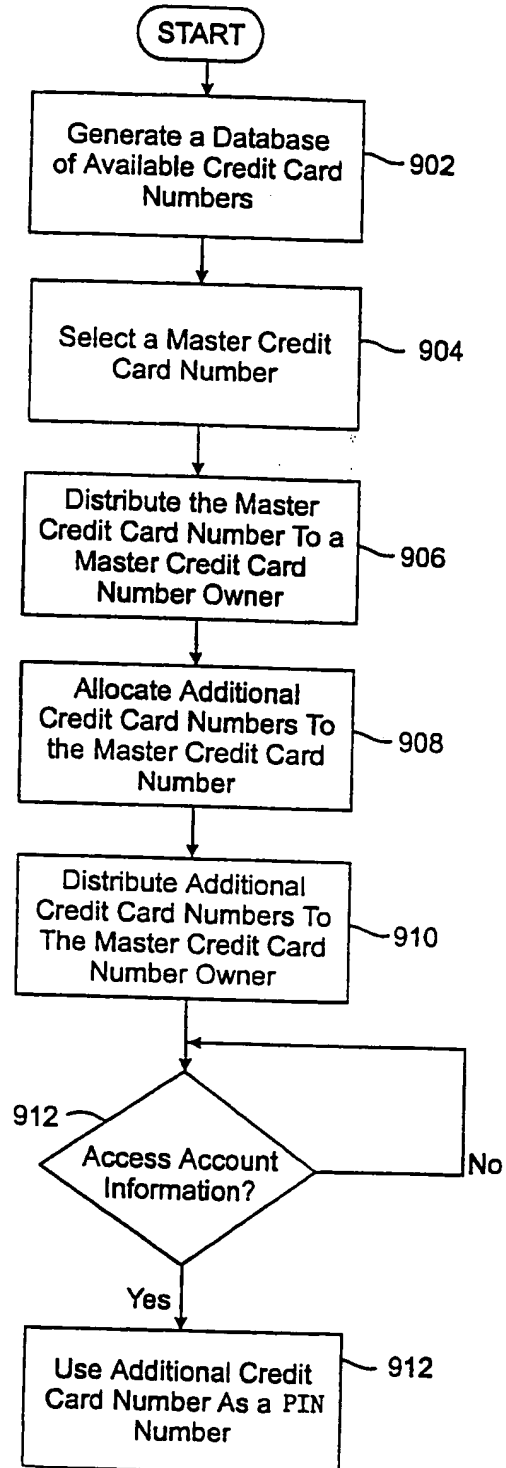 START
Generate a Database
of Available Credit Card
Numbers
902
Select a Master Credit
Card Number
904
Distribute the Master
Credit Card Number To a
Master Credit Card
Number Owner
906
Allocate Additional
Credit Card Numbers To
the Master Credit Card
Number
908
Distribute Additional
Credit Card Numbers To
The Master Credit Card
Number Owner
910
912
Access Account
Information?
No
Yes
Use Additional Credit
Card Number As a PIN
Number
912